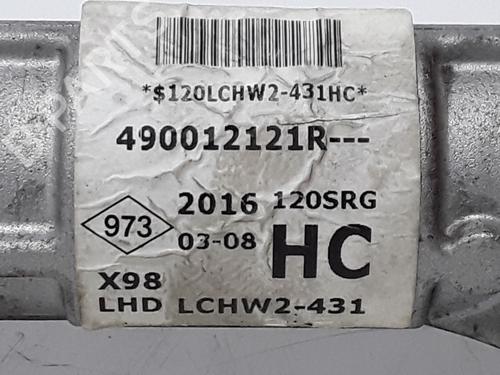 *$120LCHW2-431HC*
490012121R---
973 2016 120SRG
03-08 HC
X98
LHD LCHW2-431